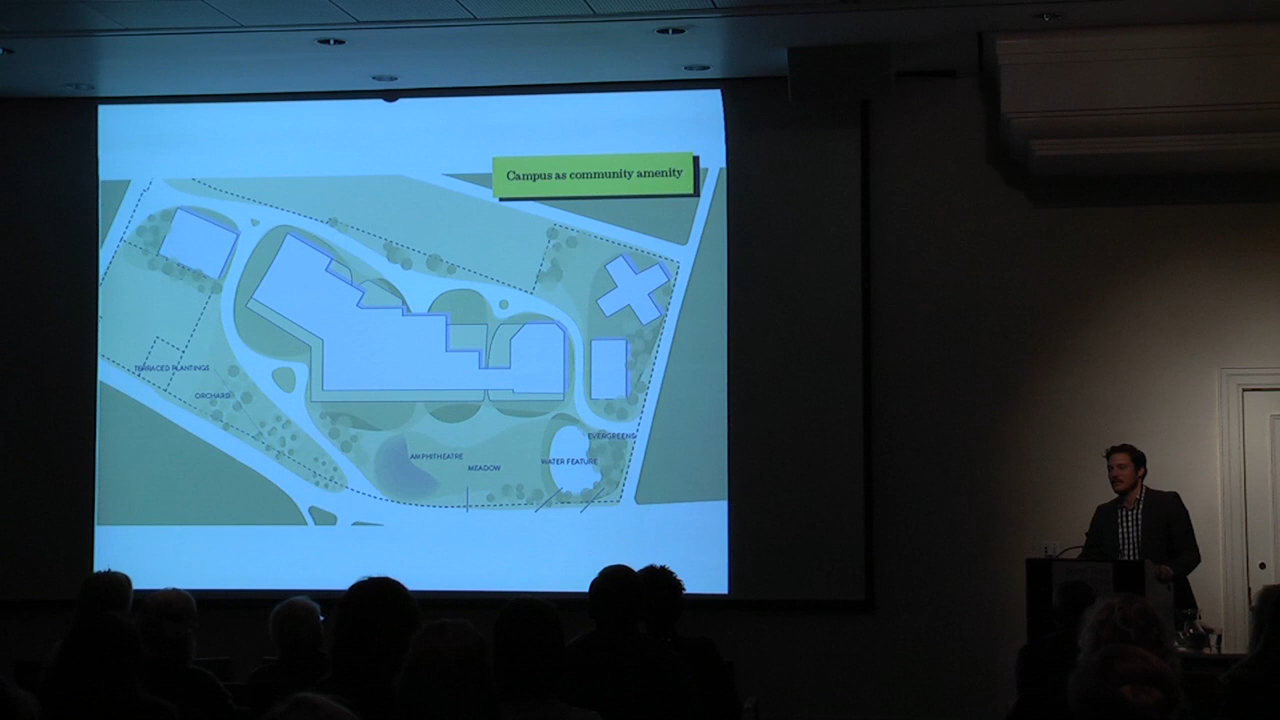 Campus as community amenity
TERRACED PLANTINGS
ORCHARD
EVERGREENS
AMPHITHEATRE
WATER FEATURE
MEADOW